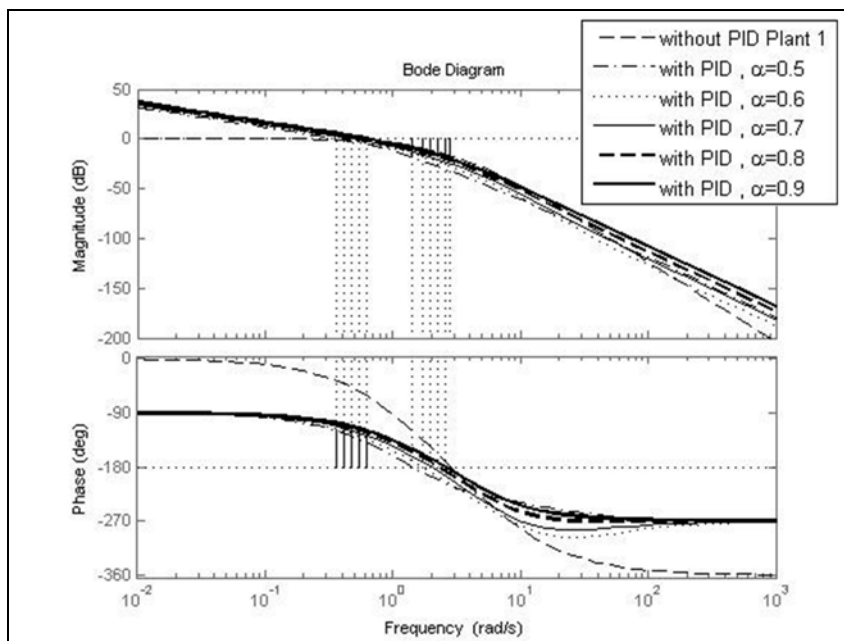 Bode Diagram
without PID Plant 1
with PID , α=0.5
with PID , α=0.6
with PID , α=0.7
with PID , α=0.8
with PID , α=0.9
Magnitude (dB)
50
0
-50
-100
-150
-200
Phase (deg)
0
-90
-180
-270
-360
10^-2 10^-1 10^0 10^1 10^2 10^3
Frequency (rad/s)